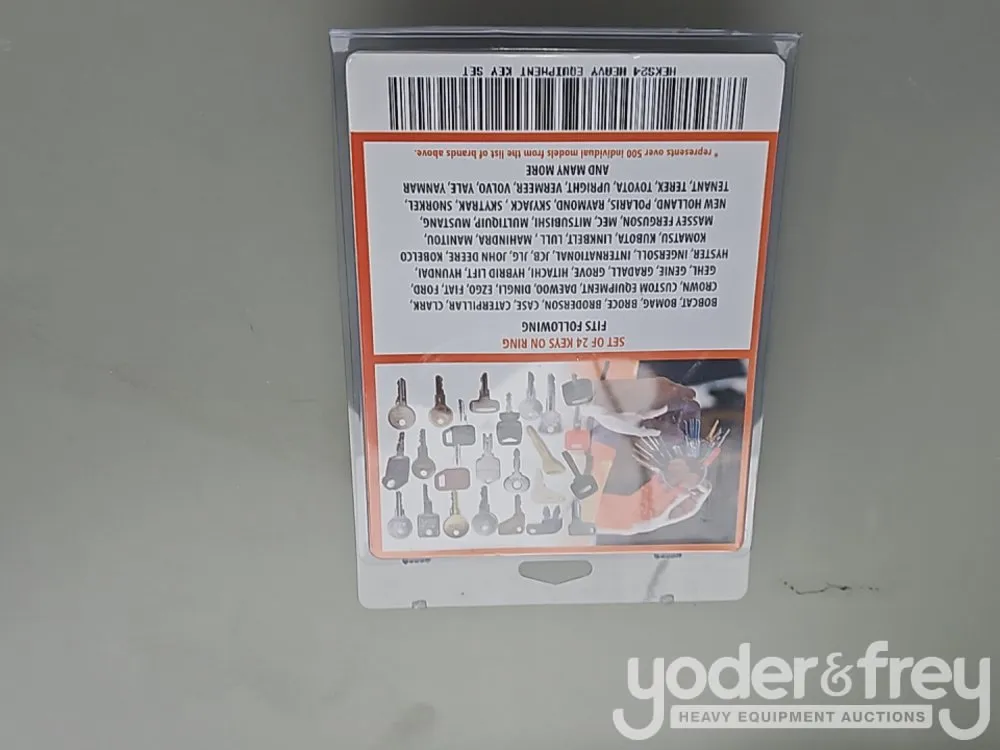 SET OF 24 KEYS ON RING
FITS FOLLOWING
BOBCAT, BOMAG, BROCE, BRODERSON, CASE, CATERPILLAR, CLARK,
CROWN, CUSTOM EQUIPMENT, DAEWOO, DINGLI, EZGO, FIAT, FORD,
GEHL, GENIE, GRADALL, GROVE, HITACHI, HYBRID LIFT, HYUNDAI,
HYSTER, INGERSOLL, INTERNATIONAL, JCB, JLG, JOHN DEERE, KOBELCO
KOMATSU, KUBOTA, LINKBELT, LULL, MAHINDRA, MANITOU,
MASSEY FERGUSON, MEC, MITSUBISHI, MULTIQUIP, MUSTANG,
NEW HOLLAND, POLARIS, RAYMOND, SKYJACK, SKYTRAK, SNORKEL,
TENANT, TEREX, TOYOTA, UPRIGHT, VERMEER, VOLVO, YALE, YANMAR
AND MANY MORE
* represents over 500 individual models from the list of brands above.
HEKS24 HEAVY EQUIPMENT KEY SET
yoder&frey
HEAVY EQUIPMENT AUCTIONS